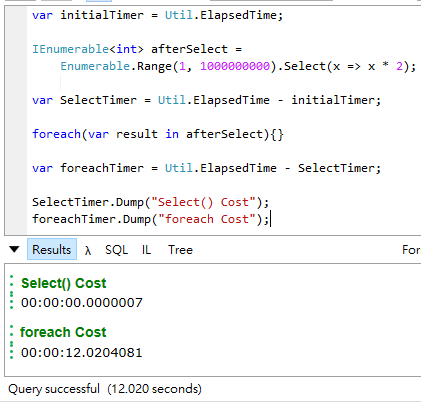 var initialTimer = Util.ElapsedTime;
IEnumerable<int> afterSelect =
Enumerable.Range(1, 1000000000).Select(x => x * 2);
var SelectTimer = Util.ElapsedTime - initialTimer;
foreach(var result in afterSelect){}
var foreachTimer = Util.ElapsedTime - SelectTimer;
SelectTimer.Dump("Select() Cost");
foreachTimer.Dump("foreach Cost");
Results λ SQL IL Tree For
Select() Cost
00:00:00.0000007
foreach Cost
00:00:12.0204081
Query successful (12.020 seconds)